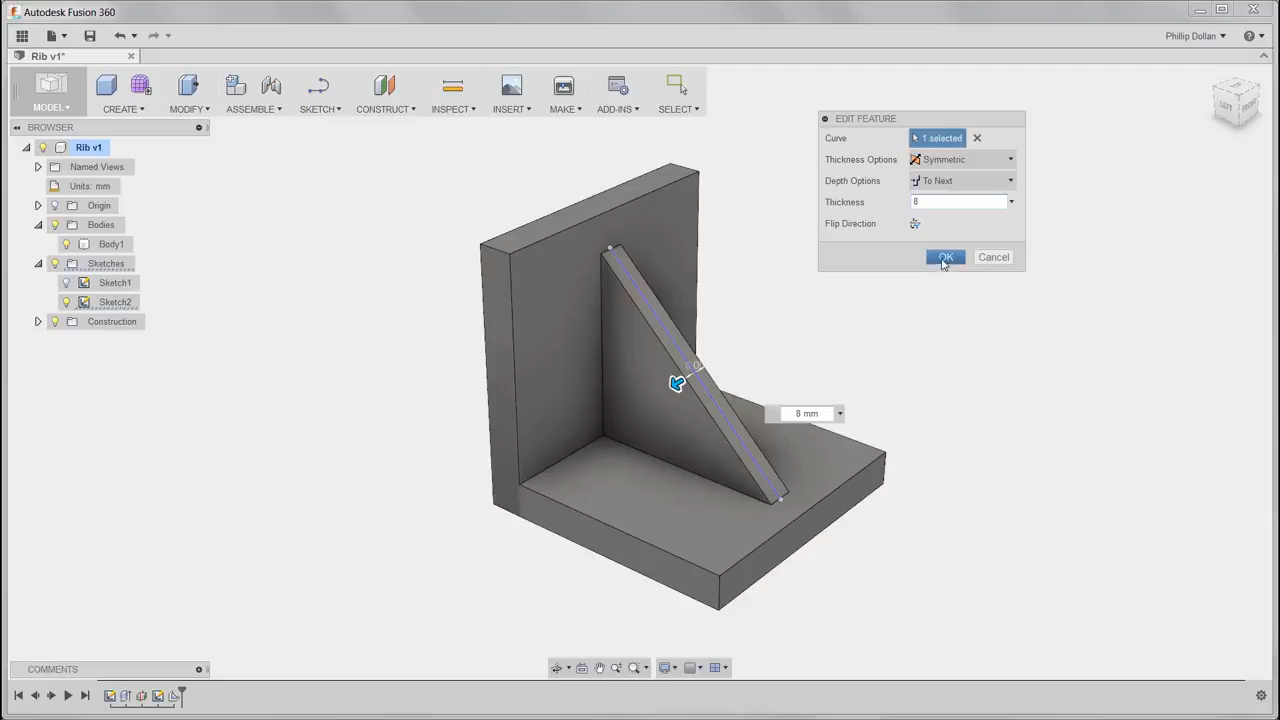 Autodesk Fusion 360
Phillip Dollan
Rib v1*
MODEL
CREATE
MODIFY
ASSEMBLE
SKETCH
CONSTRUCT
INSPECT
INSERT
MAKE
ADD-INS
SELECT
BROWSER
Rib v1
Named Views
Units: mm
Origin
Bodies
Body1
Sketches
Sketch1
Sketch2
Construction
EDIT FEATURE
Curve 1 selected
Thickness Options Symmetric
Depth Options To Next
Thickness 8
Flip Direction
OK Cancel
LEFT FRONT
8 mm
COMMENTS